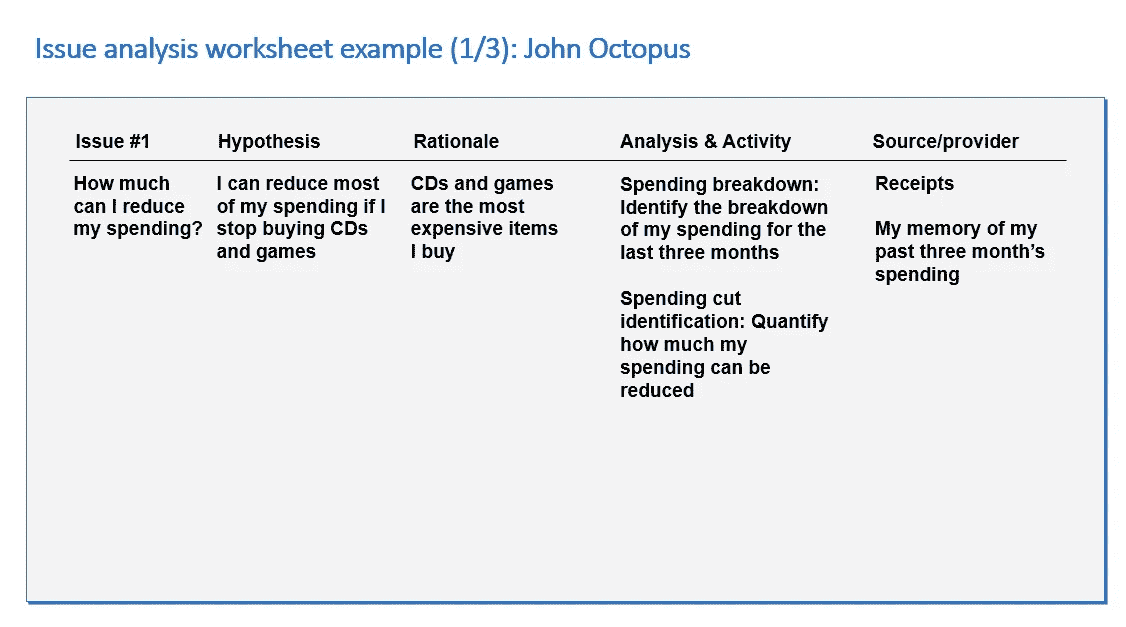 Issue analysis worksheet example (1/3): John Octopus
Issue #1
Hypothesis
Rationale
Analysis & Activity
Source/provider
How much
can I reduce
my spending?
I can reduce most
of my spending if I
stop buying CDs
and games
CDs and games
are the most
expensive items
I buy
Spending breakdown:
Identify the breakdown
of my spending for the
last three months
Spending cut
identification: Quantify
how much my
spending can be
reduced
Receipts
My memory of my
past three month’s
spending